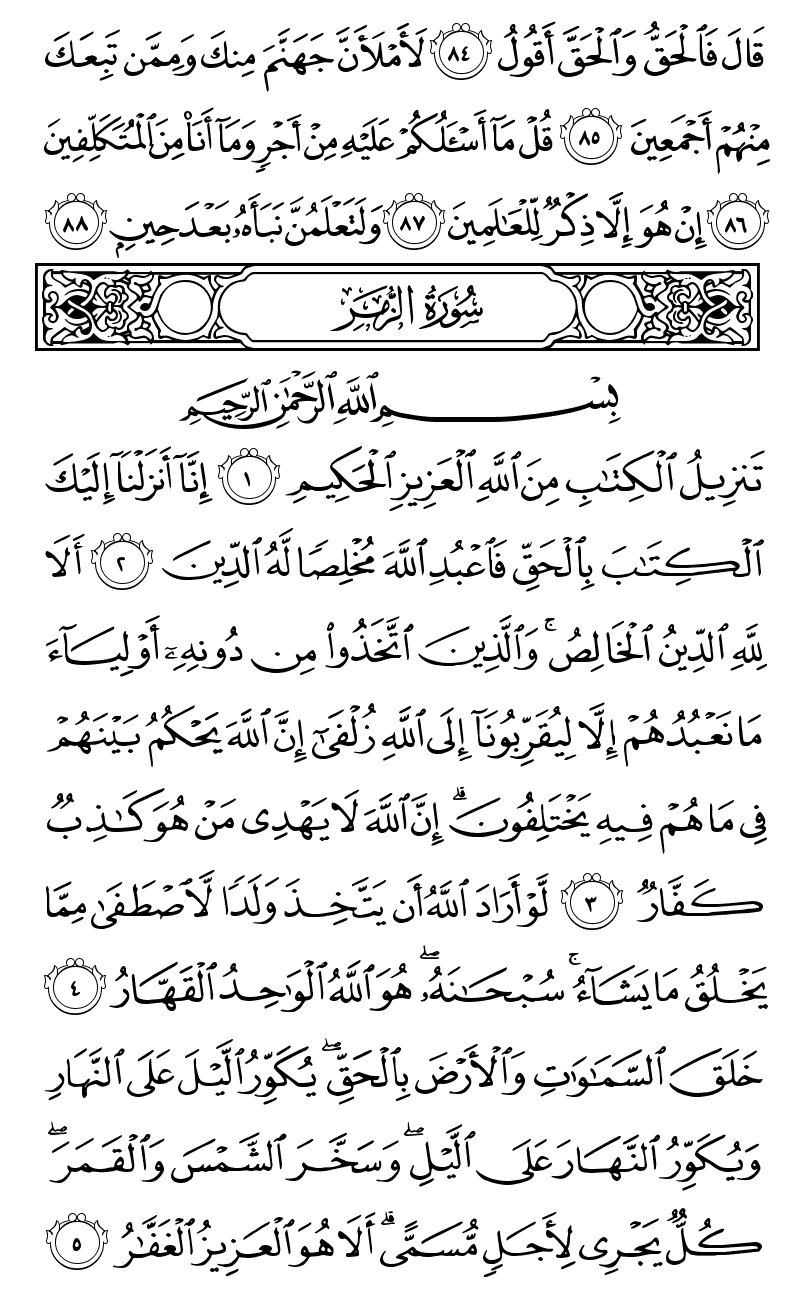 قَالَ فَٱلْحَقُّ وَٱلْحَقَّ أَقُولُ ٨٤ لَأَمْلَأَنَّ جَهَنَّمَ مِنكَ وَمِمَّن تَبِعَكَ
مِنْهُمْ أَجْمَعِينَ ٨٥ قُلْ مَآ أَسْـَٔلُكُمْ عَلَيْهِ مِنْ أَجْرٍ وَمَآ أَنَا۠ مِنَ ٱلْمُتَكَلِّفِينَ
٨٦ إِنْ هُوَ إِلَّا ذِكْرٌ لِّلْعَـٰلَمِينَ ٨٧ وَلَتَعْلَمُنَّ نَبَأَهُۥ بَعْدَ حِينٍۭ ٨٨
سُورَةُ الزُّمَرِ
بِسْمِ ٱللَّهِ ٱلرَّحْمَـٰنِ ٱلرَّحِيمِ
تَنزِيلُ ٱلْكِتَـٰبِ مِنَ ٱللَّهِ ٱلْعَزِيزِ ٱلْحَكِيمِ ١ إِنَّآ أَنزَلْنَآ إِلَيْكَ
ٱلْكِتَـٰبَ بِٱلْحَقِّ فَٱعْبُدِ ٱللَّهَ مُخْلِصًا لَّهُ ٱلدِّينَ ٢ أَلَا
لِلَّهِ ٱلدِّينُ ٱلْخَالِصُ ۚ وَٱلَّذِينَ ٱتَّخَذُوا۟ مِن دُونِهِۦٓ أَوْلِيَآءَ
مَا نَعْبُدُهُمْ إِلَّا لِيُقَرِّبُونَآ إِلَى ٱللَّهِ زُلْفَىٰٓ إِنَّ ٱللَّهَ يَحْكُمُ بَيْنَهُمْ
فِى مَا هُمْ فِيهِ يَخْتَلِفُونَ ۗ إِنَّ ٱللَّهَ لَا يَهْدِى مَنْ هُوَ كَـٰذِبٌ
كَفَّارٌ ٣ لَّوْ أَرَادَ ٱللَّهُ أَن يَتَّخِذَ وَلَدًا لَّٱصْطَفَىٰ مِمَّا
يَخْلُقُ مَا يَشَآءُ ۚ سُبْحَـٰنَهُۥ ۖ هُوَ ٱللَّهُ ٱلْوَٰحِدُ ٱلْقَهَّارُ ٤
خَلَقَ ٱلسَّمَـٰوَٰتِ وَٱلْأَرْضَ بِٱلْحَقِّ ۖ يُكَوِّرُ ٱلَّيْلَ عَلَى ٱلنَّهَارِ
وَيُكَوِّرُ ٱلنَّهَارَ عَلَى ٱلَّيْلِ ۖ وَسَخَّرَ ٱلشَّمْسَ وَٱلْقَمَرَ ۖ
كُلٌّ يَجْرِى لِأَجَلٍ مُّسَمًّى ۗ أَلَا هُوَ ٱلْعَزِيزُ ٱلْغَفَّـٰرُ ٥